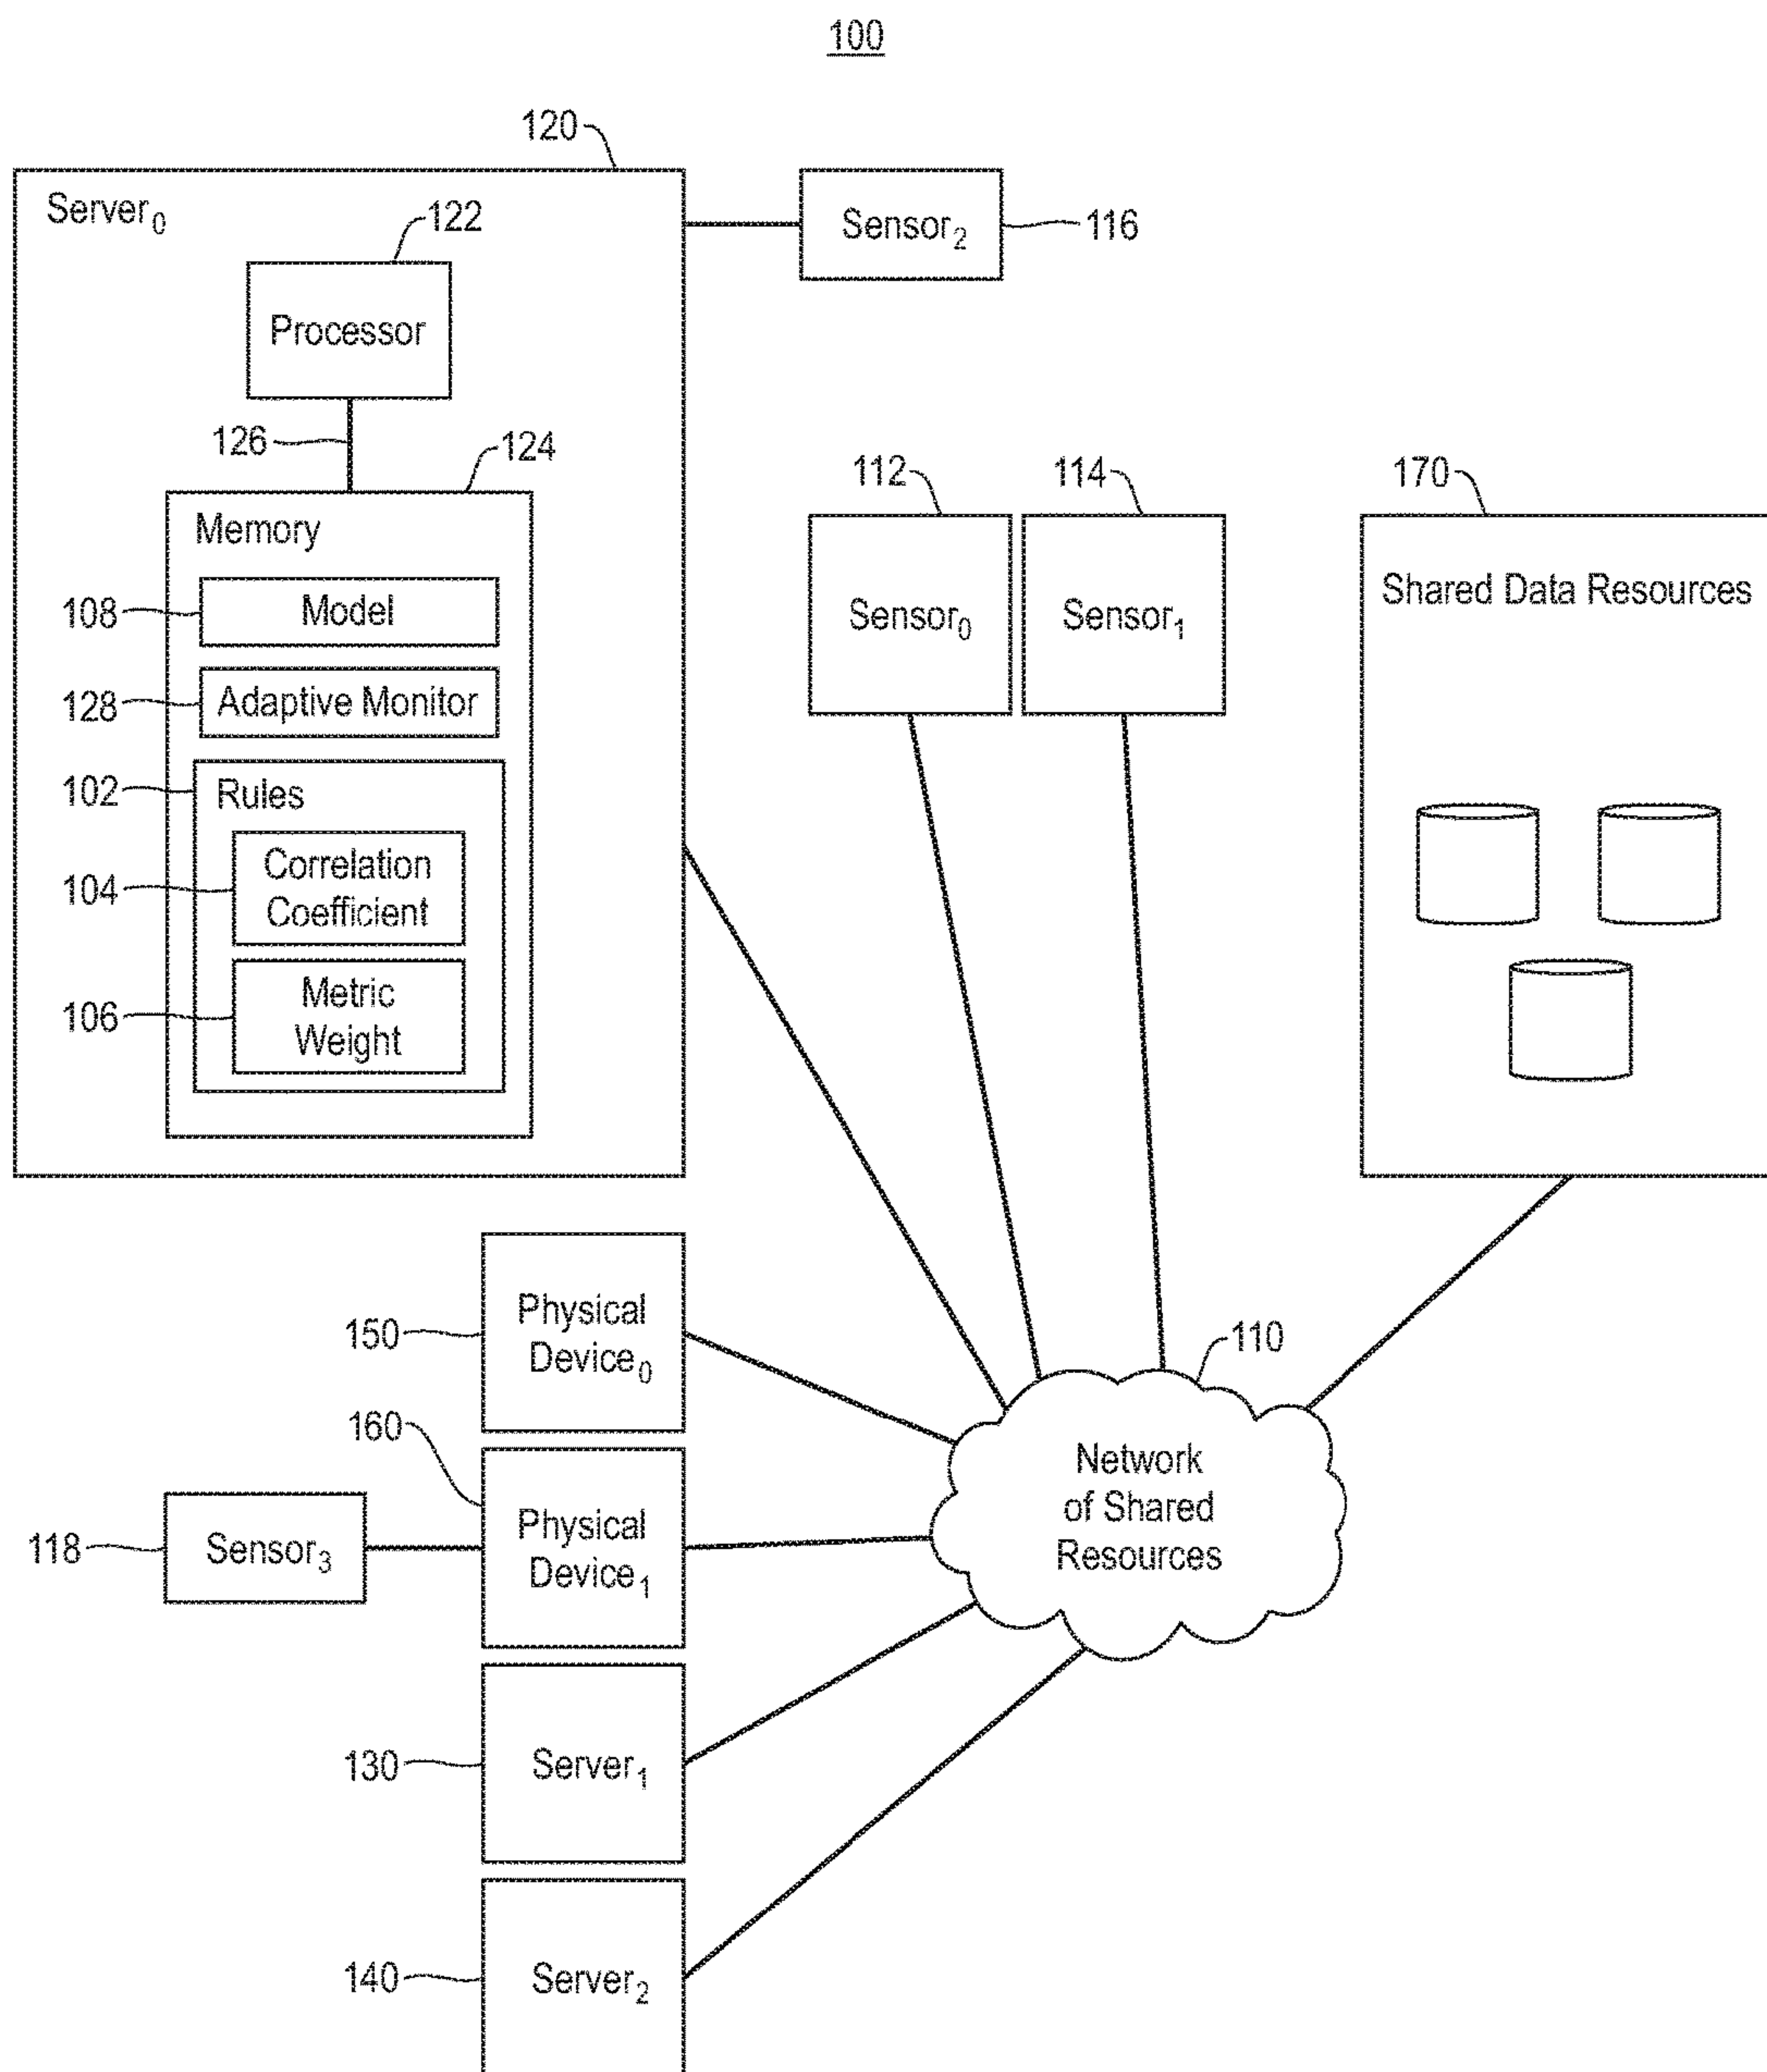 100
120
Server0
122
Processor
Sensor2
116
126
124
Memory
108
Model
128
Adaptive Monitor
102
Rules
104
Correlation
Coefficient
106
Metric
Weight
112
Sensor0
114
Sensor1
170
Shared Data Resources
150
Physical
Device0
110
Network
of Shared
Resources
160
Physical
Device1
118
Sensor3
130
Server1
140
Server2